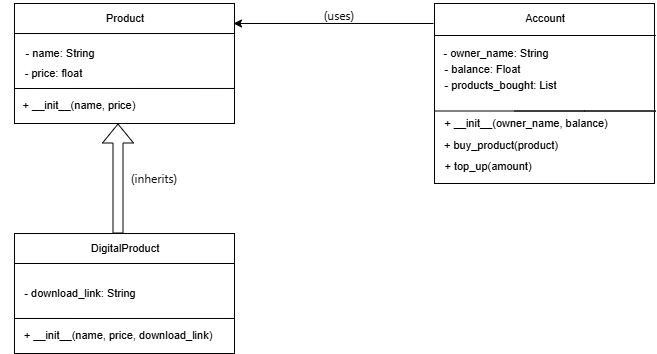 Product
- name: String
- price: float
+ __init__(name, price)
(uses)
Account
- owner_name: String
- balance: Float
- products_bought: List
+ __init__(owner_name, balance)
+ buy_product(product)
+ top_up(amount)
(inherits)
DigitalProduct
- download_link: String
+ __init__(name, price, download_link)